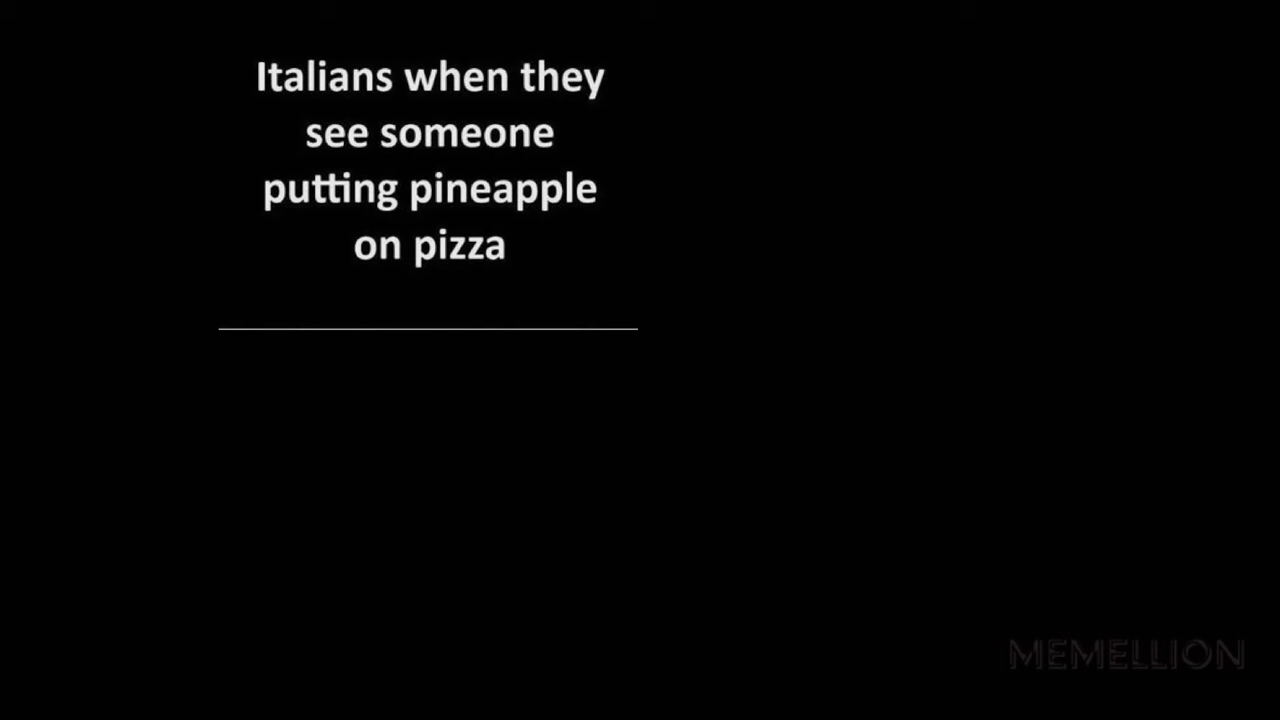 Italians when they
see someone
putting pineapple
on pizza
MEMELLION